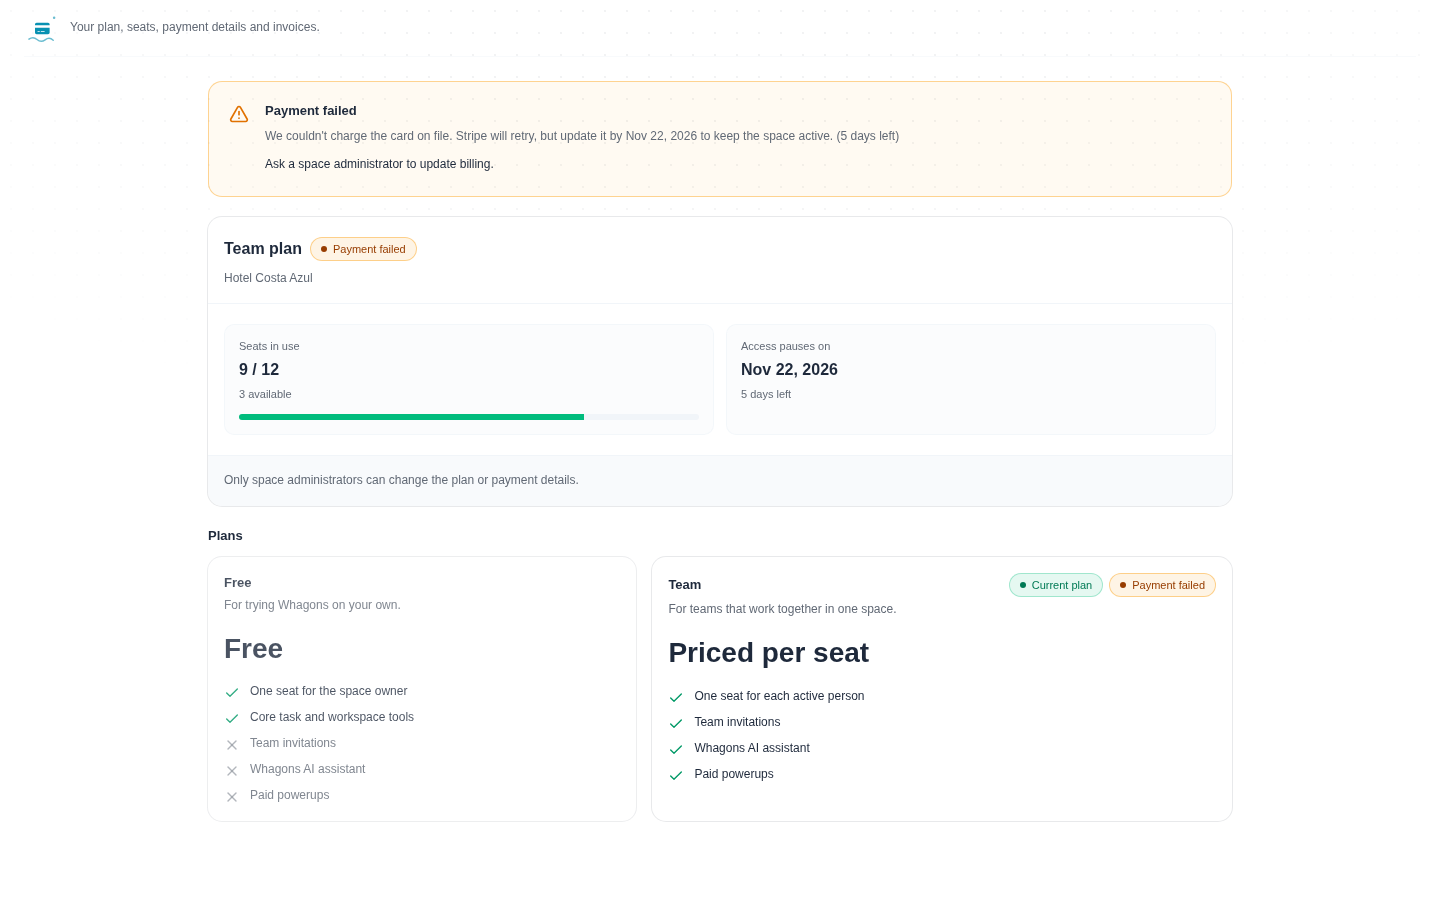 Your plan, seats, payment details and invoices.
Payment failed
We couldn't charge the card on file. Stripe will retry, but update it by Nov 22, 2026 to keep the space active. (5 days left)
Ask a space administrator to update billing.
Team plan
Payment failed
Hotel Costa Azul
Seats in use
9 / 12
3 available
Access pauses on
Nov 22, 2026
5 days left
Only space administrators can change the plan or payment details.
Plans
Free
For trying Whagons on your own.
Free
One seat for the space owner
Core task and workspace tools
Team invitations
Whagons AI assistant
Paid powerups
Team
Current plan
Payment failed
For teams that work together in one space.
Priced per seat
One seat for each active person
Team invitations
Whagons AI assistant
Paid powerups